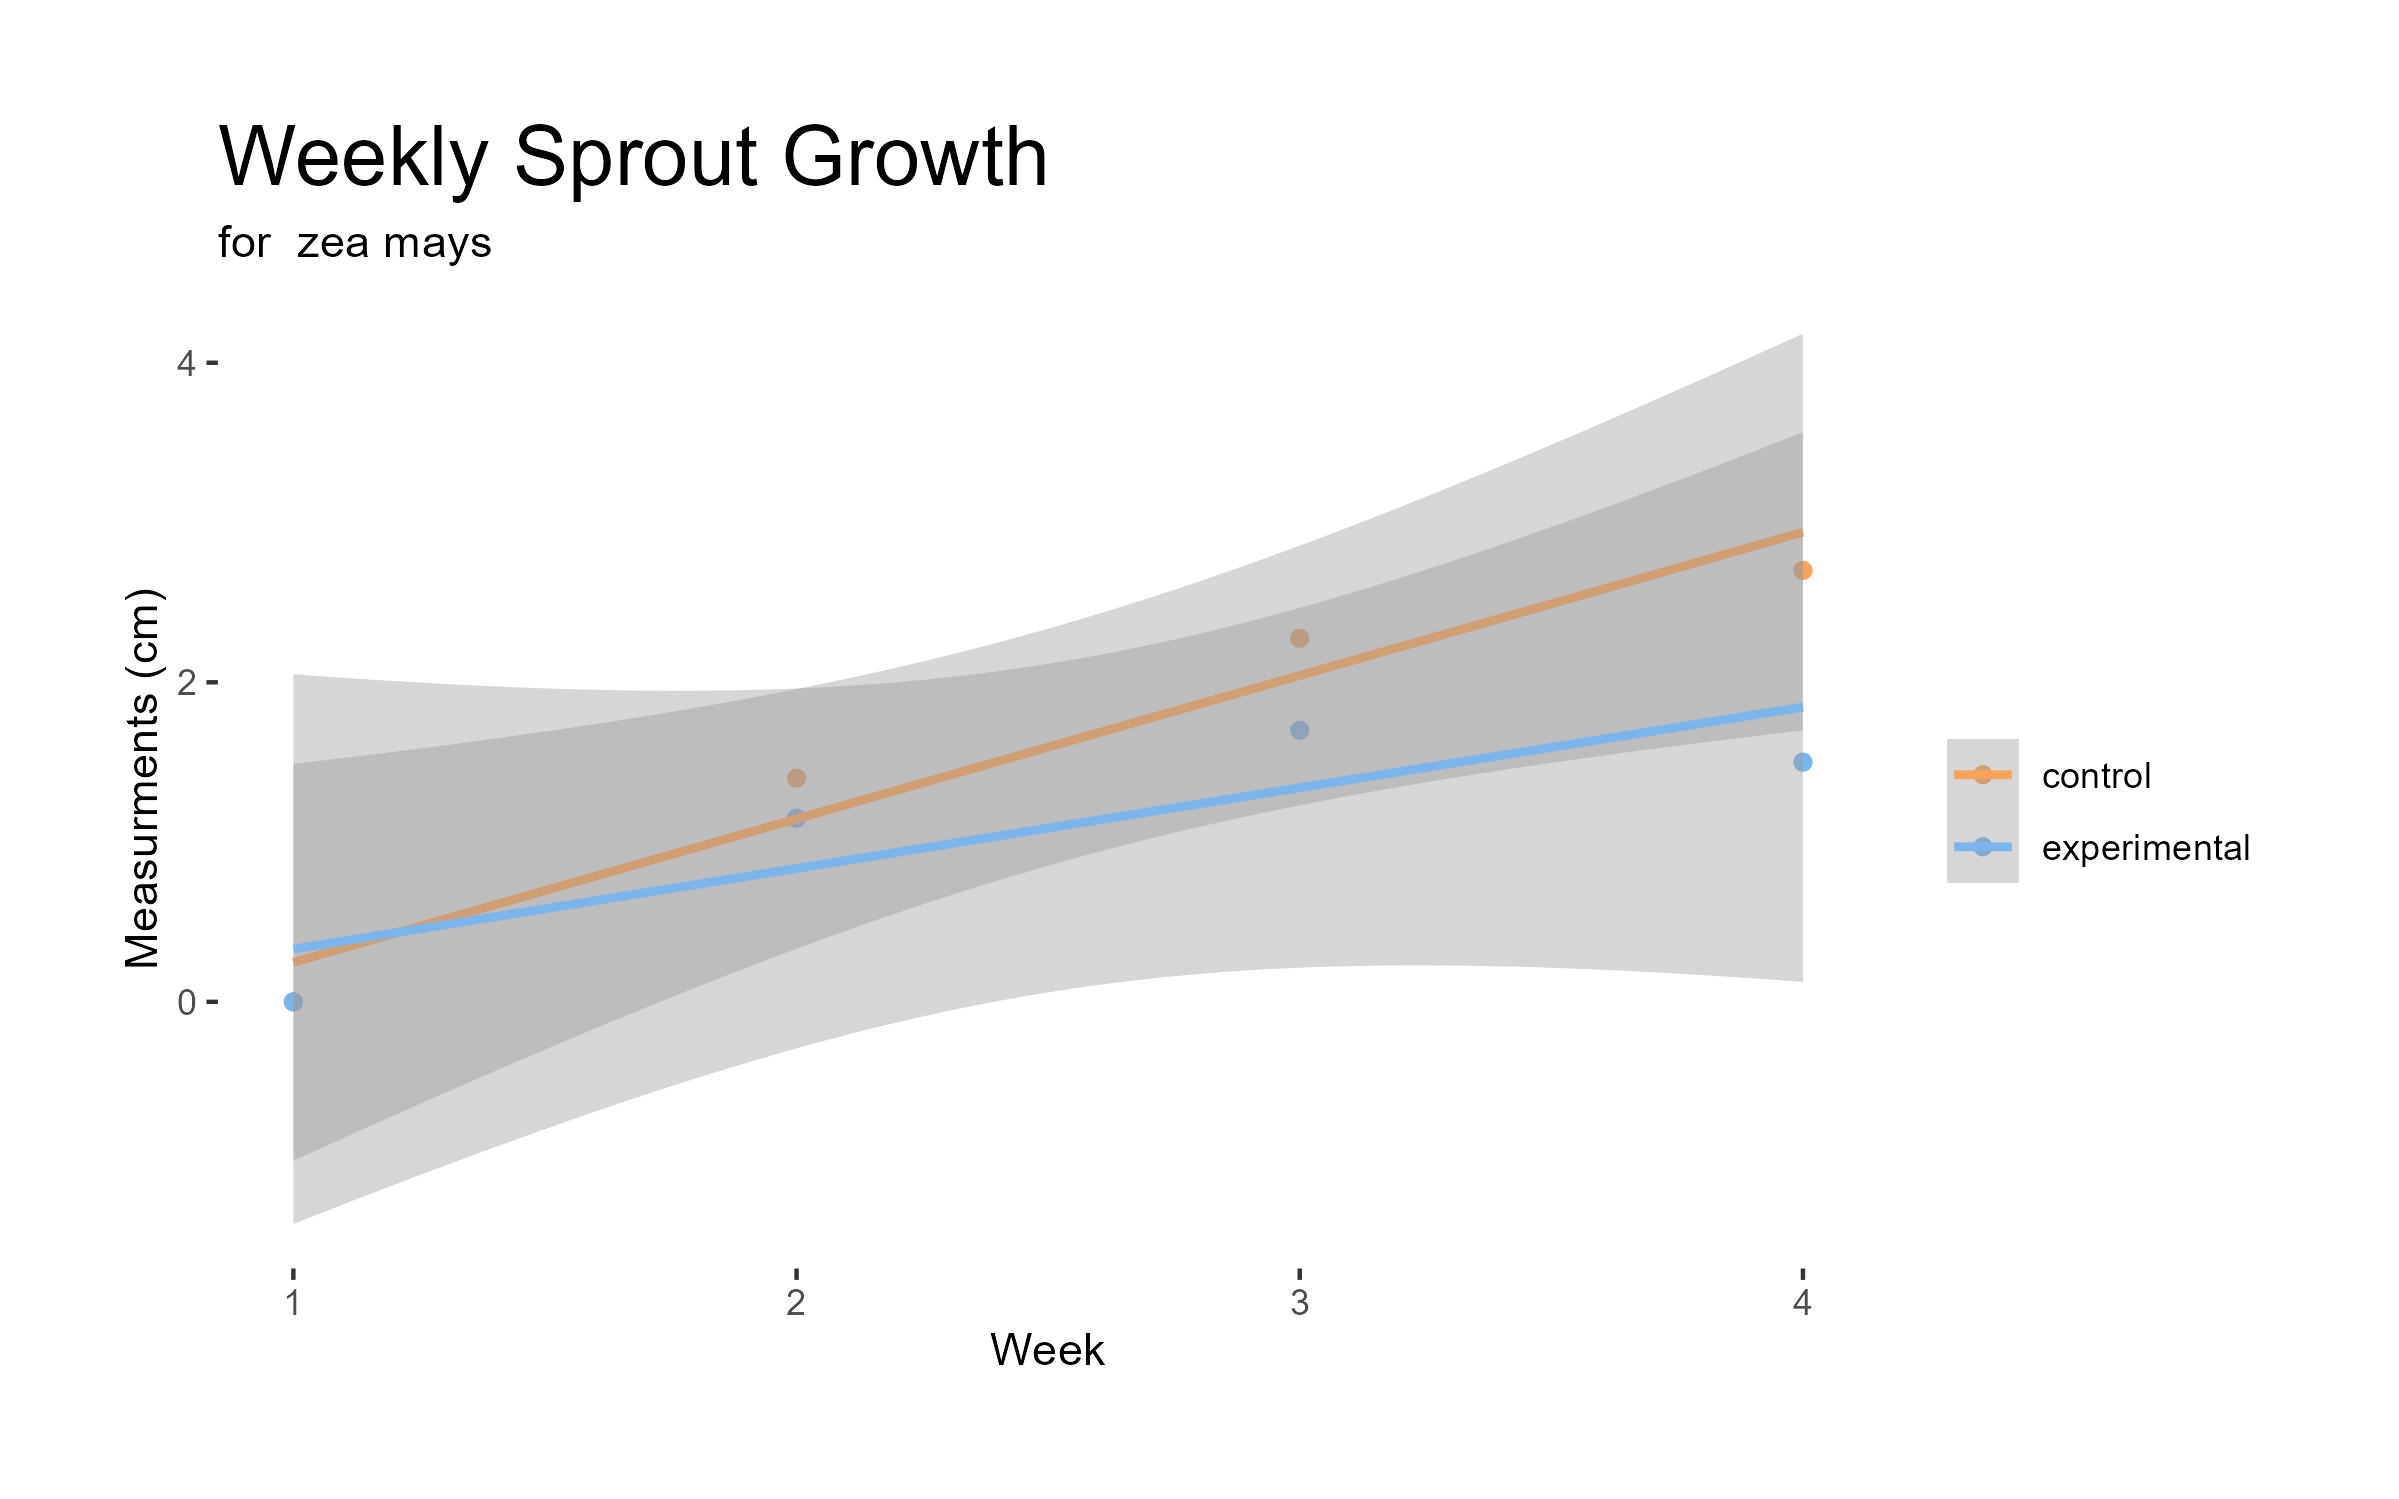 Weekly Sprout Growth
for  zea mays
4
2
0
Measurments (cm)
1
2
3
4
Week
control
experimental